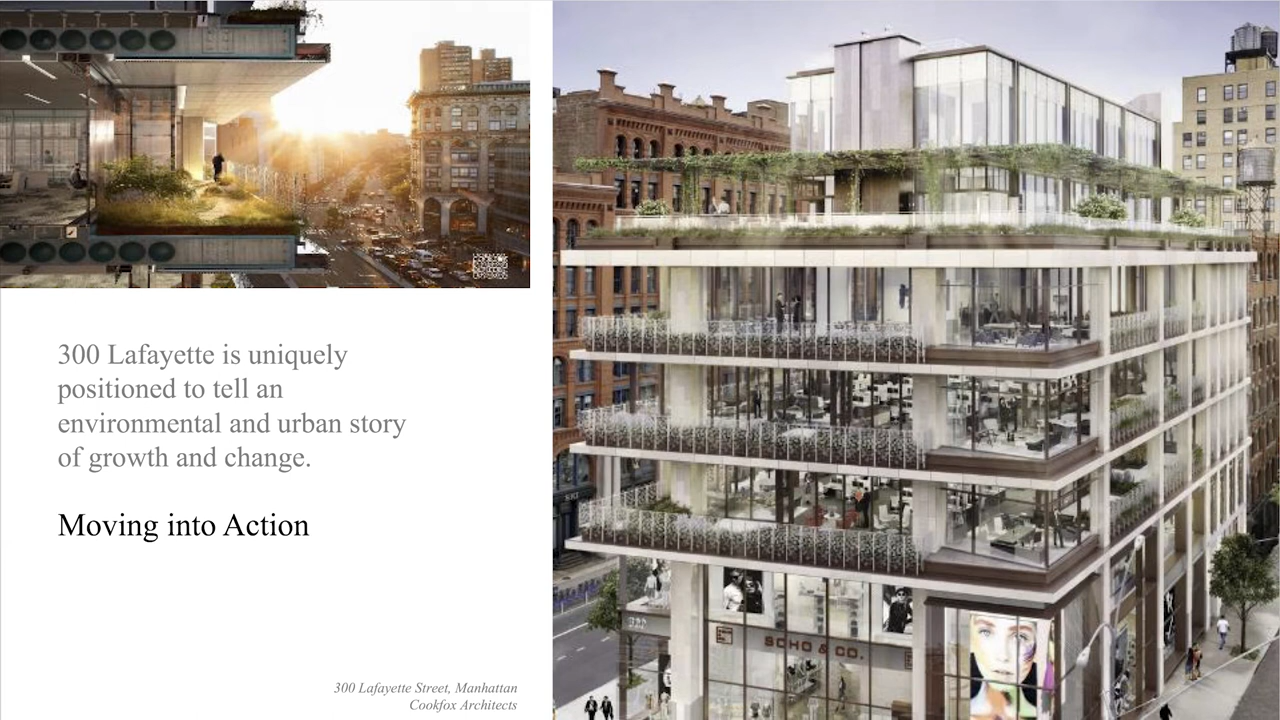 300 Lafayette is uniquely
positioned to tell an
environmental and urban story
of growth and change.
Moving into Action
300 Lafayette Street, Manhattan
Cookfox Architects
SOHO & CO.